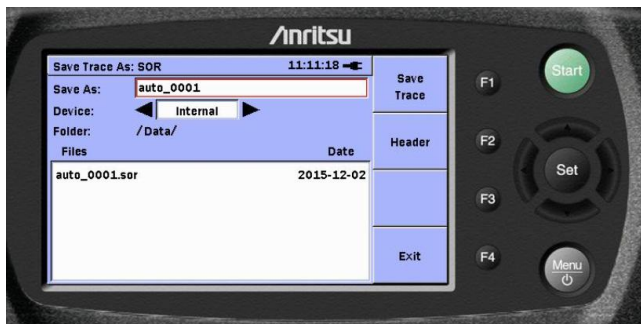 Anritsu
Save Trace As: SOR 11:11:18
Save As: auto_0001
Device: Internal
Folder: /Data/
Files Date
auto_0001.sor 2015-12-02
Save Trace
Header
Exit
F1
F2
F3
F4
Start
Set
Menu